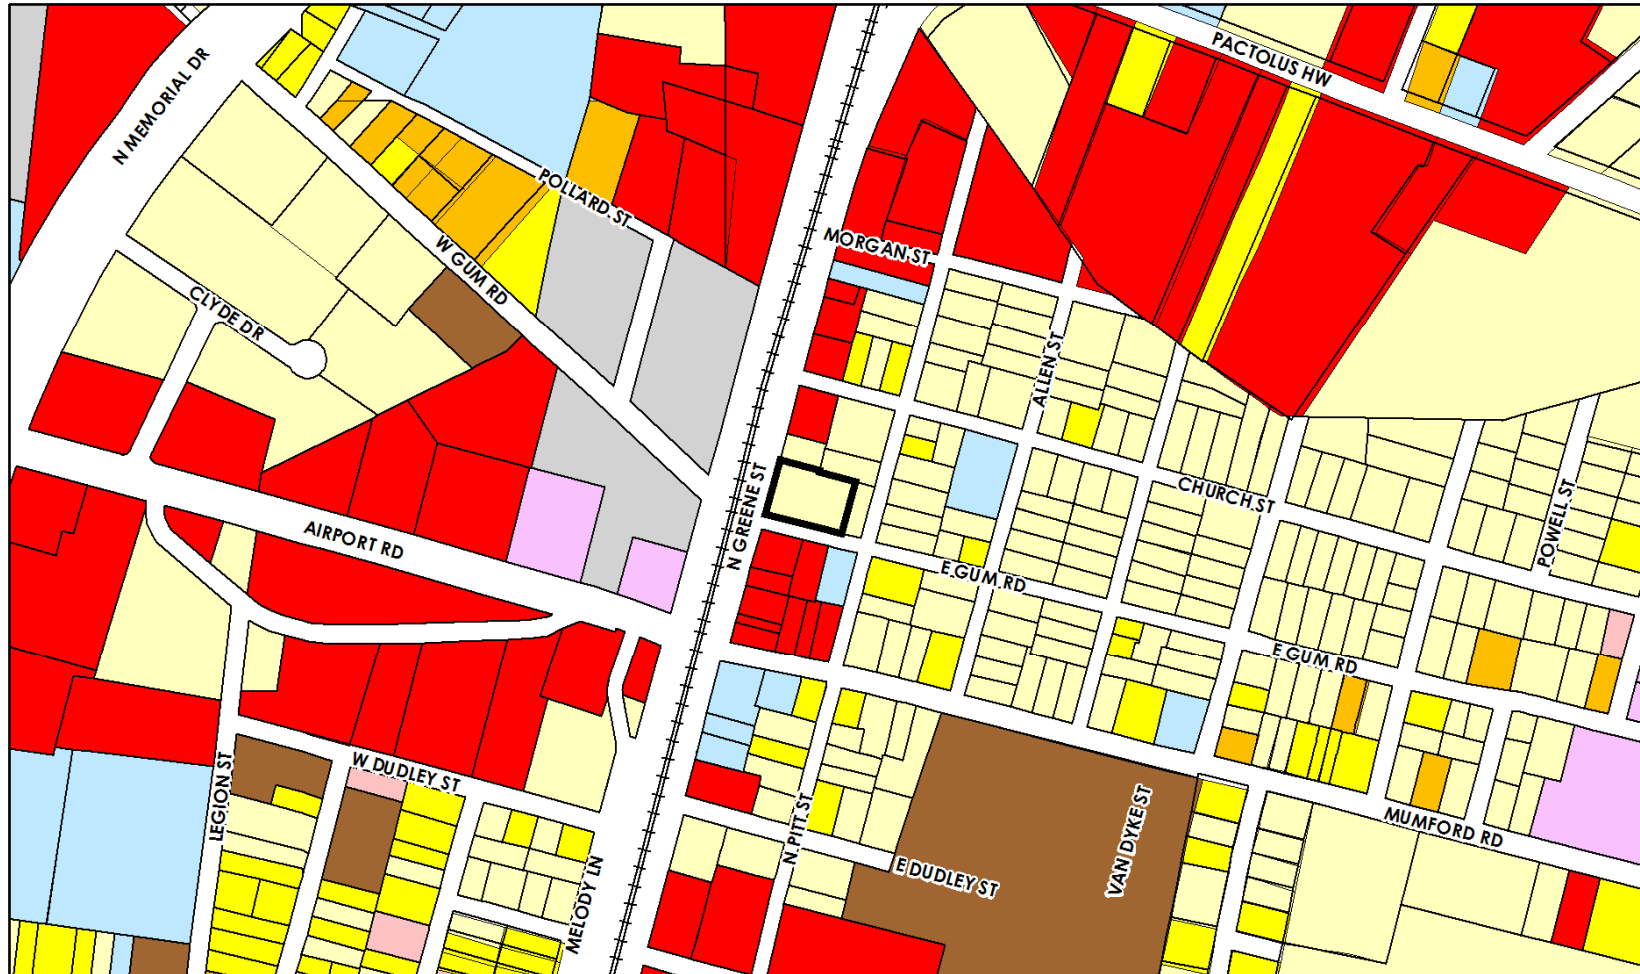 N MEMORIAL DR
PACTOLUS HW
POLLARD ST
MORGAN ST
W GUM RD
CLYDE DR
ALLEN ST
CHURCH ST
POWELL ST
N GREENE ST
AIRPORT RD
E GUM RD
E GUM RD
W DUDLEY ST
LEGION ST
N PITT ST
VAN DYKE ST
MUMFORD RD
E DUDLEY ST
MELODY LN